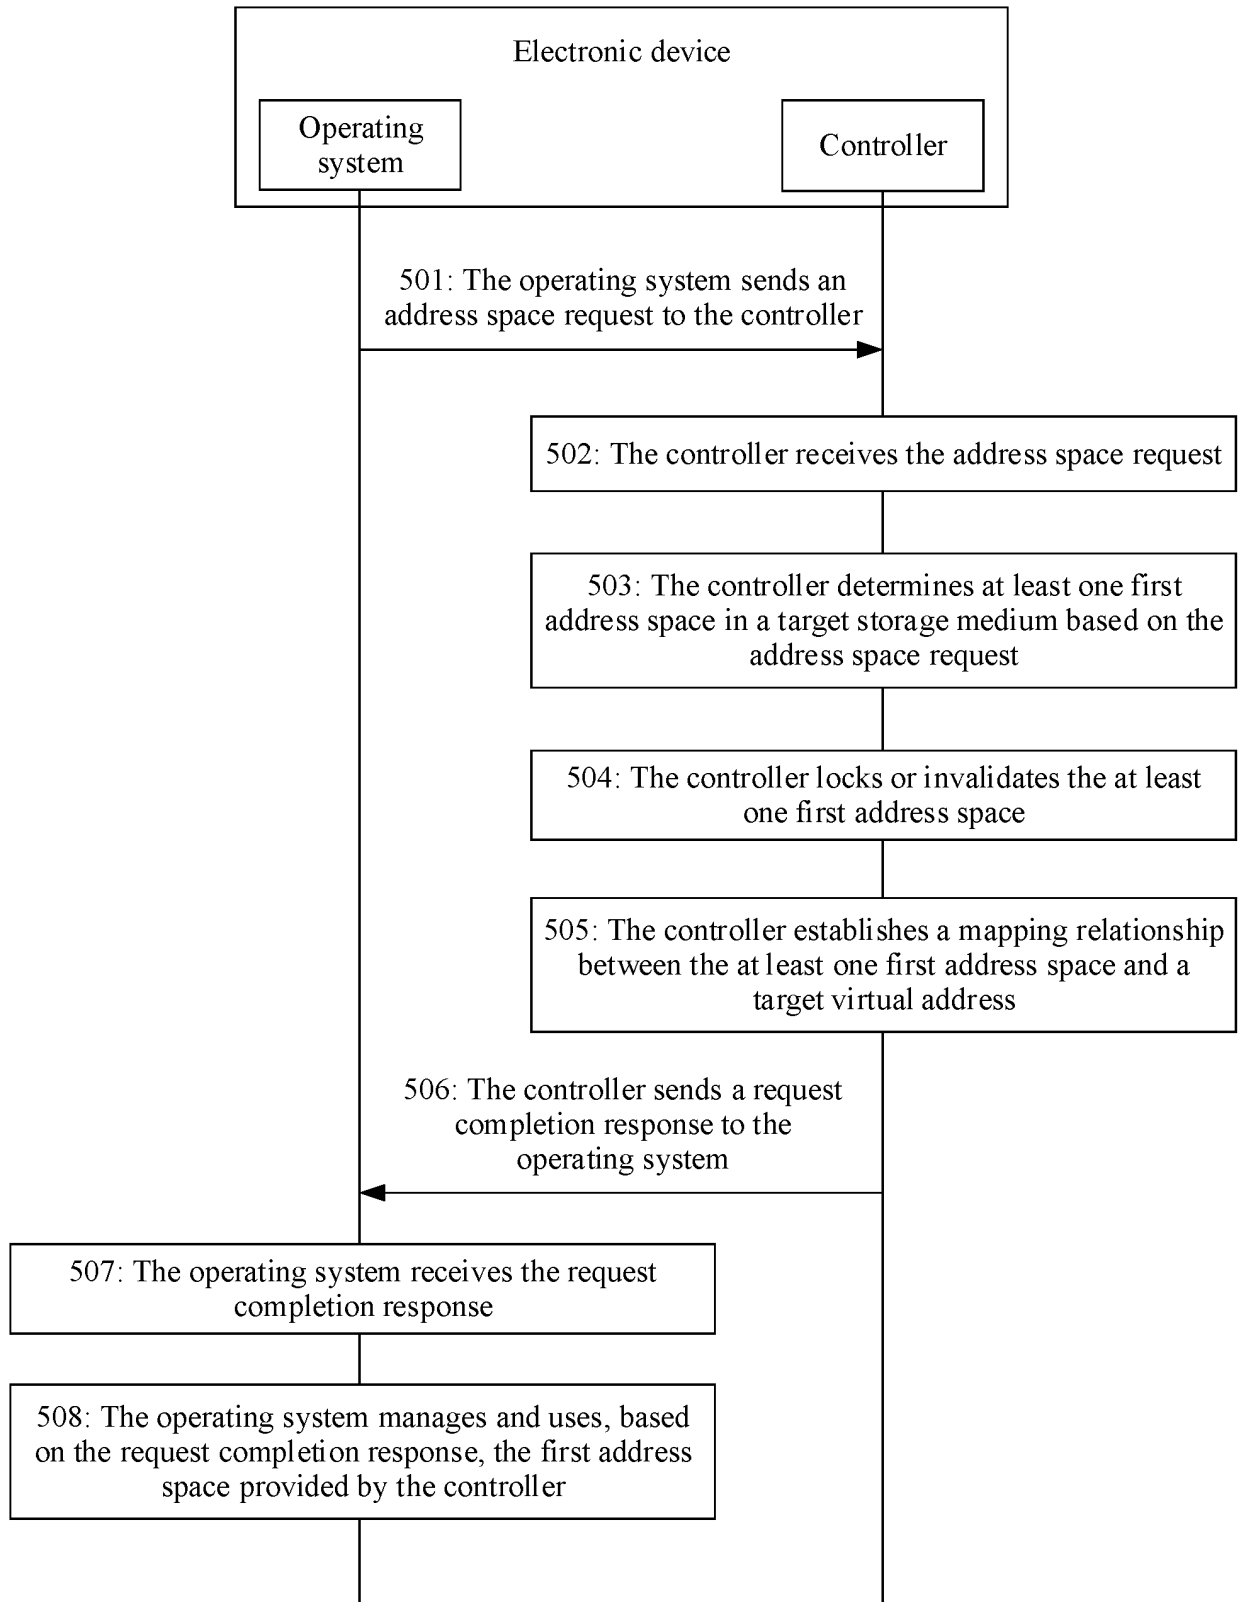 Electronic device
Operating
system
Controller
501: The operating system sends an
address space request to the controller
502: The controller receives the address space request
503: The controller determines at least one first
address space in a target storage medium based on the
address space request
504: The controller locks or invalidates the at least
one first address space
505: The controller establishes a mapping relationship
between the at least one first address space and a
target virtual address
506: The controller sends a request
completion response to the
operating system
507: The operating system receives the request
completion response
508: The operating system manages and uses, based
on the request completion response, the first address
space provided by the controller